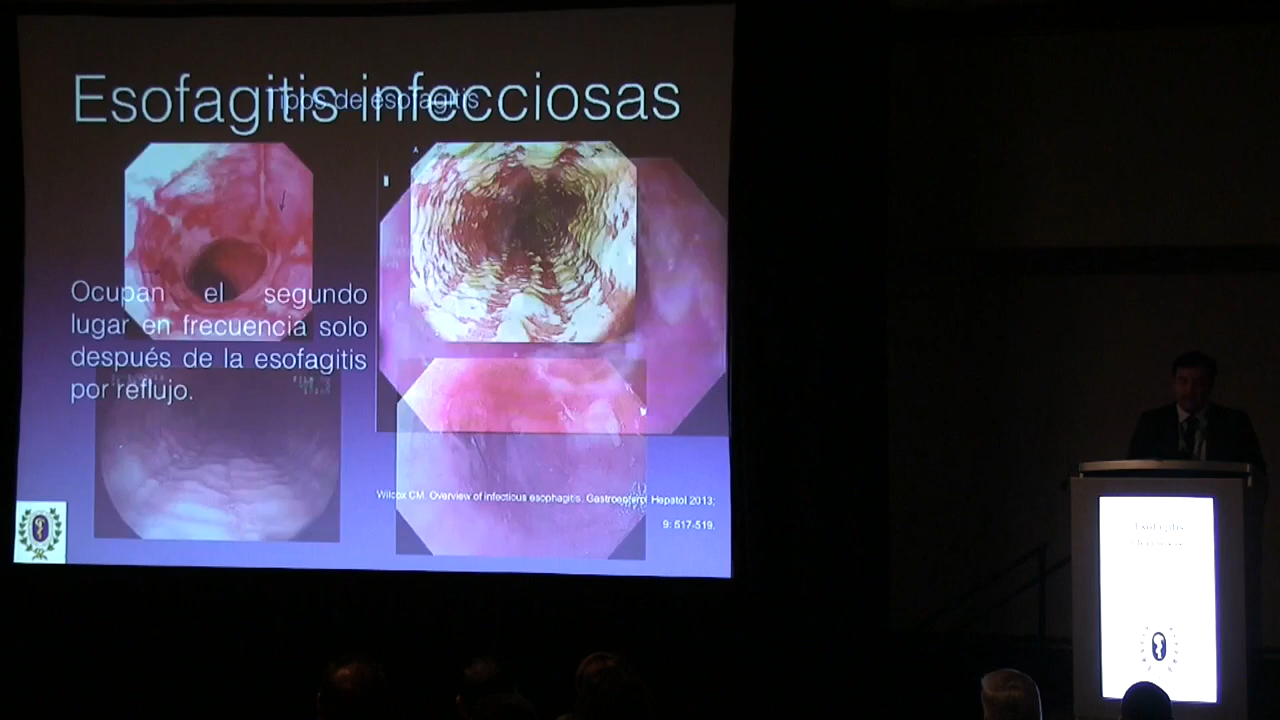 Esofagitis infecciosas
Tipos de esofagitis
A
Ocupan el segundo
lugar en frecuencia solo
después de la esofagitis
por reflujo.
Wilcox CM. Overview of infectious esophagitis. Gastroenterol Hepatol 2013;
9: 517-519.
Esofagitis